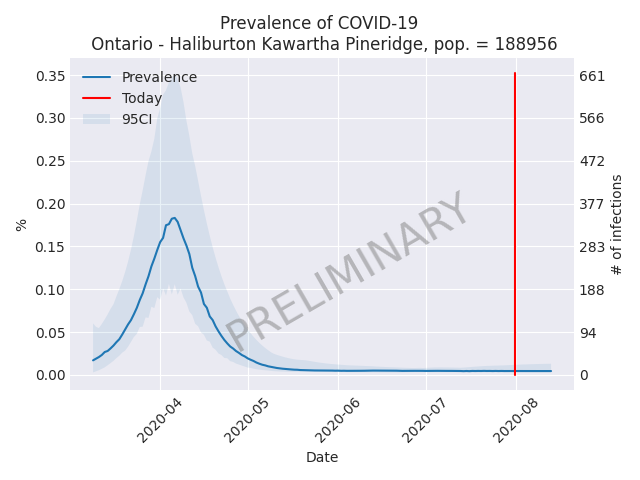 Prevalence of COVID-19
Ontario - Haliburton Kawartha Pineridge, pop. = 188956
Prevalence
Today
95CI
PRELIMINARY
%
0.35
0.30
0.25
0.20
0.15
0.10
0.05
0.00
661
566
472
377
283
188
94
0
# of infections
2020-04
2020-05
2020-06
2020-07
2020-08
Date